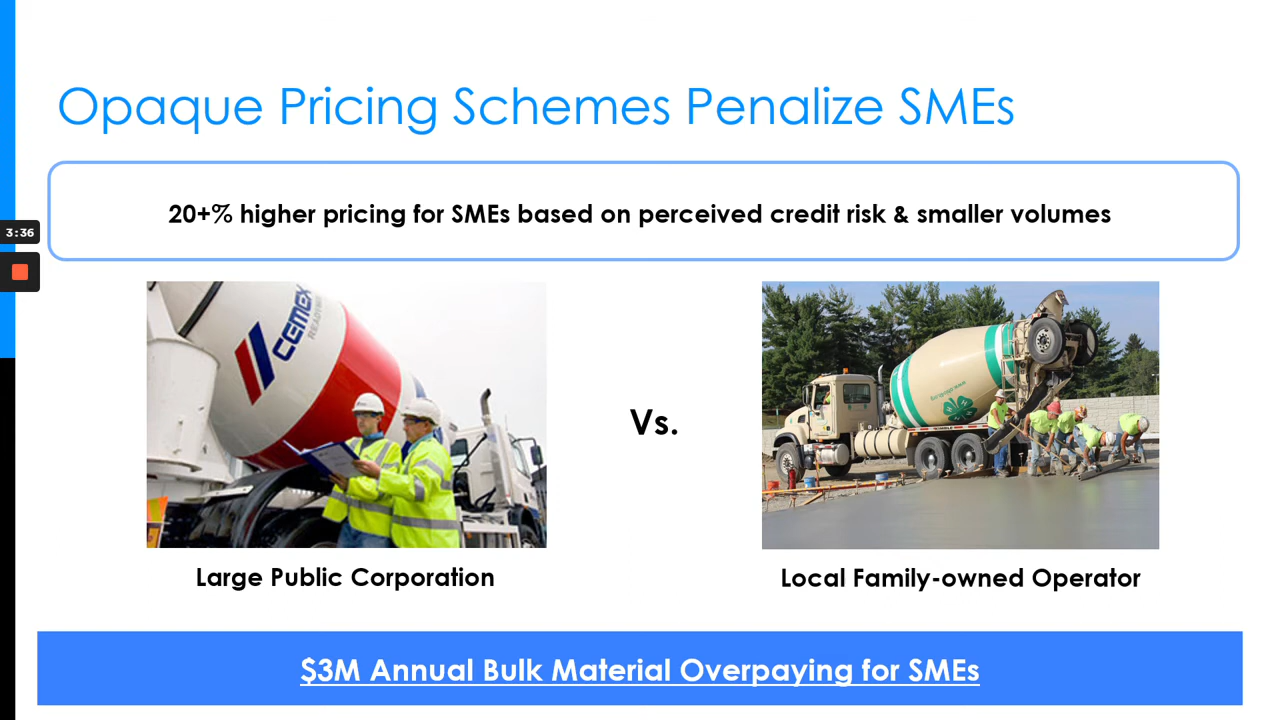 Opaque Pricing Schemes Penalize SMEs
20+% higher pricing for SMEs based on perceived credit risk & smaller volumes
3:36
CEMEX
READYMIX
Vs.
Large Public Corporation
Local Family-owned Operator
$3M Annual Bulk Material Overpaying for SMEs